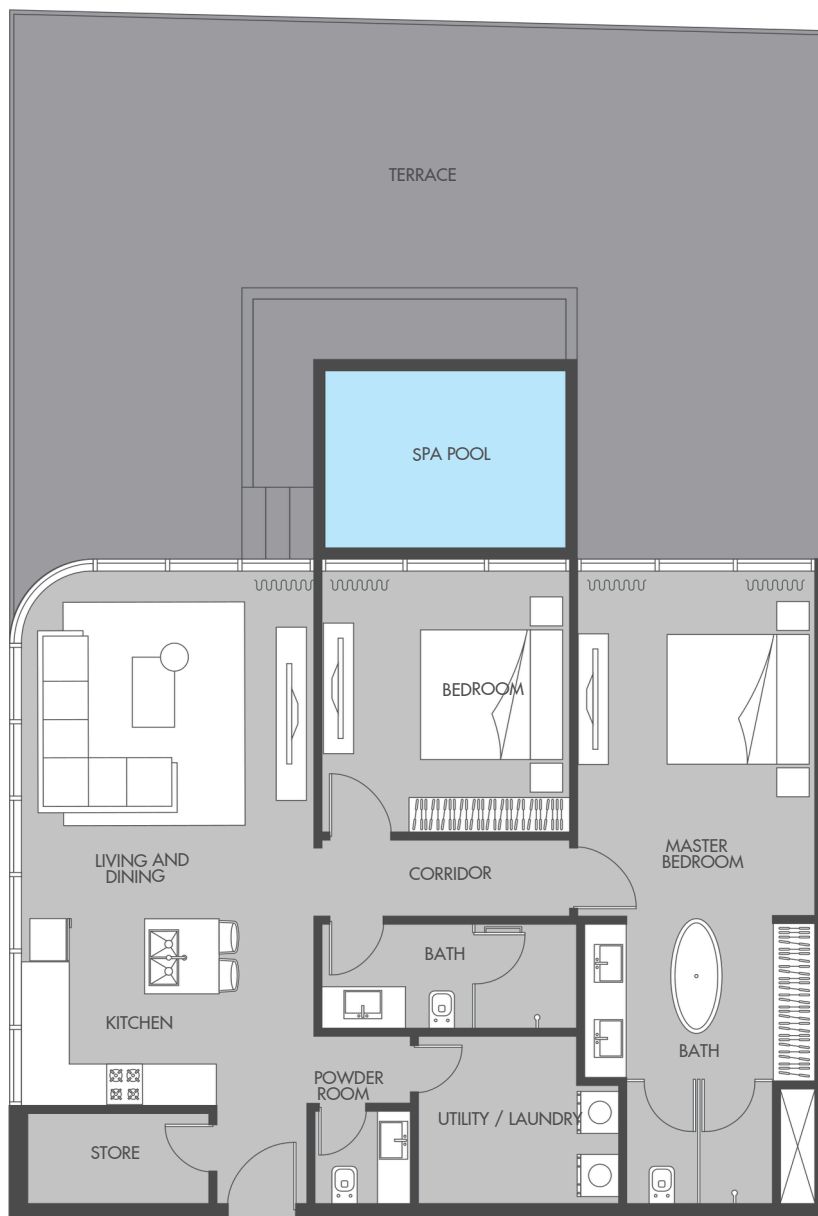 TERRACE
SPA POOL
BEDROOM
LIVING AND
DINING
CORRIDOR
MASTER
BEDROOM
BATH
KITCHEN
BATH
POWDER
ROOM
UTILITY / LAUNDRY
STORE